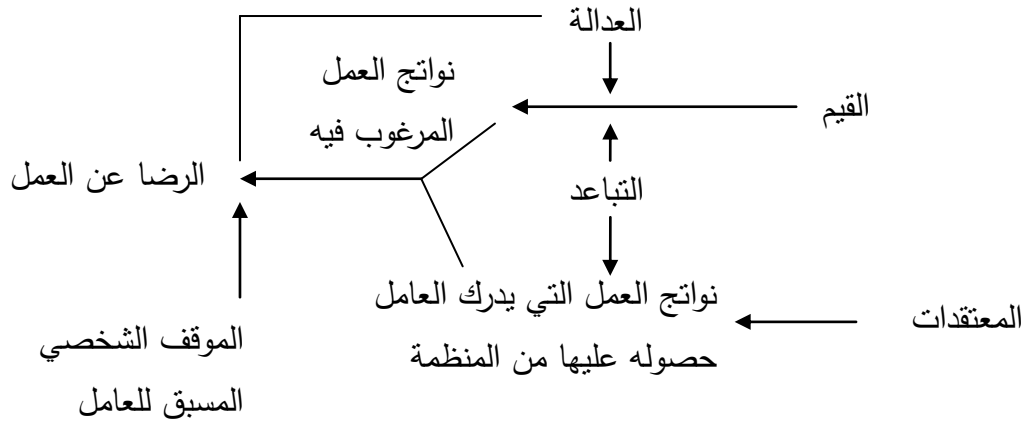 العدالة
نواتج العمل
المرغوب فيه
القيم
الرضا عن العمل
التباعد
نواتج العمل التي يدرك العامل
حصوله عليها من المنظمة
المعتقدات
الموقف الشخصي
المسبق للعامل